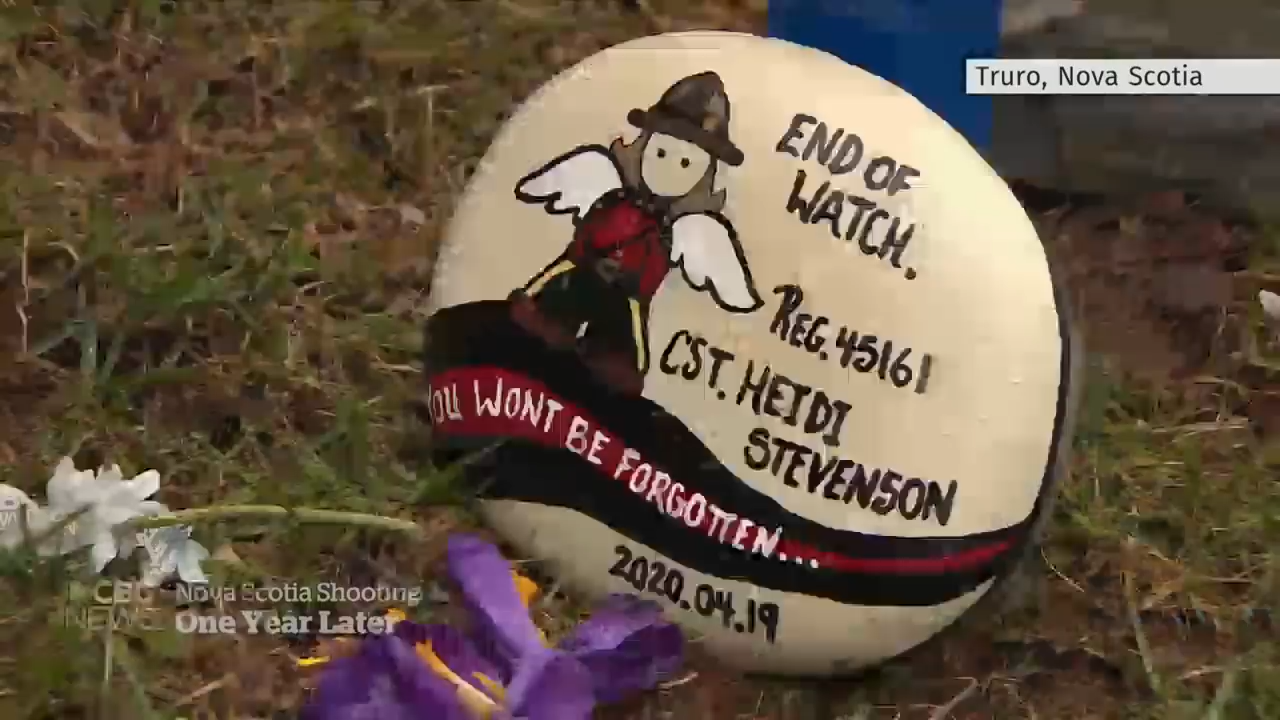 Truro, Nova Scotia
END OF
WATCH.
REG. 45161
CST. HEIDI
STEVENSON
YOU WONT BE FORGOTTEN....
2020.04.19
CBC
NEWS
Nova Scotia Shooting
One Year Later